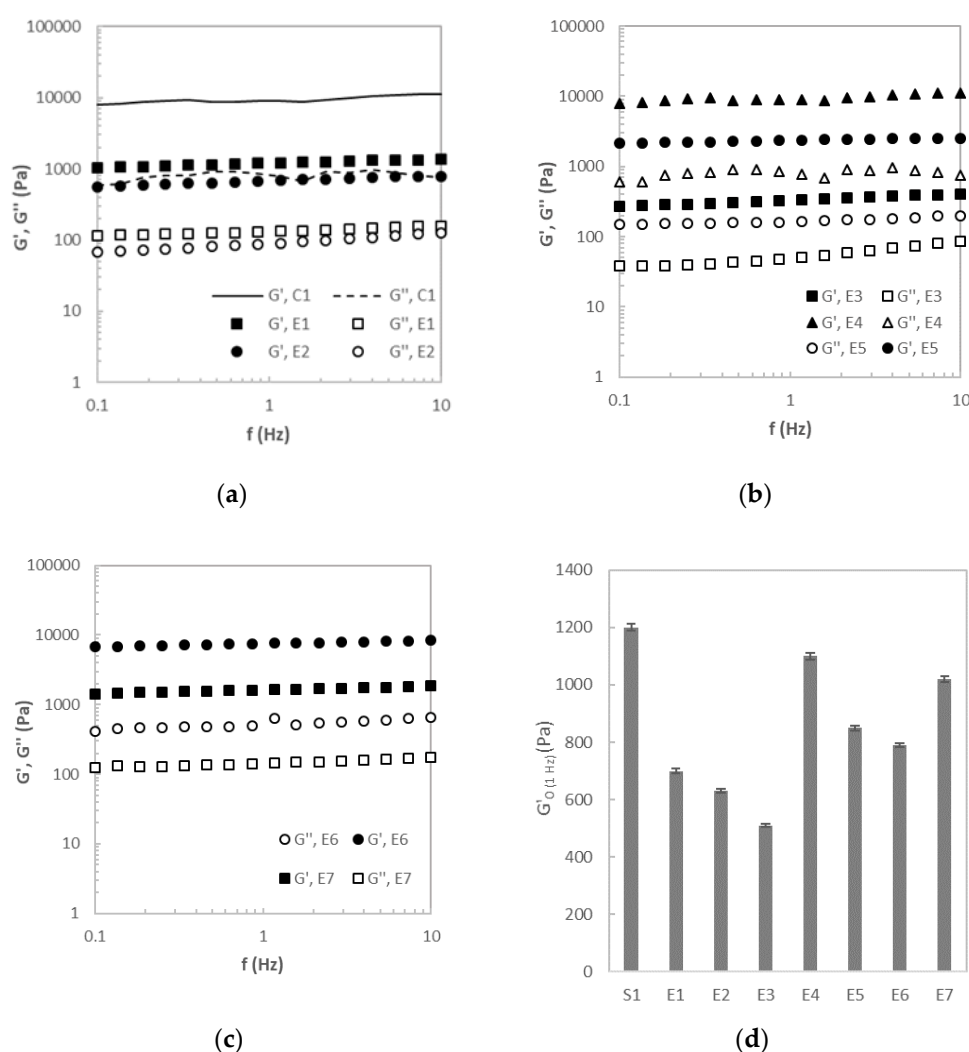 100000
10000
1000
100
10
1
G', G'' (Pa)
G', C1 G'', C1
G', E1 G'', E1
G', E2 G'', E2
0.1 1 10
f (Hz)
(a)
100000
10000
1000
100
10
1
G', G'' (Pa)
G', E3 G'', E3
G', E4 G'', E4
G'', E5 G', E5
0.1 1 10
f (Hz)
(b)
100000
10000
1000
100
10
1
G', G'' (Pa)
G'', E6 G', E6
G', E7 G'', E7
0.1 1 10
f (Hz)
(c)
1400
1200
1000
800
600
400
200
0
G'0 (1 Hz) (Pa)
S1 E1 E2 E3 E4 E5 E6 E7
(d)